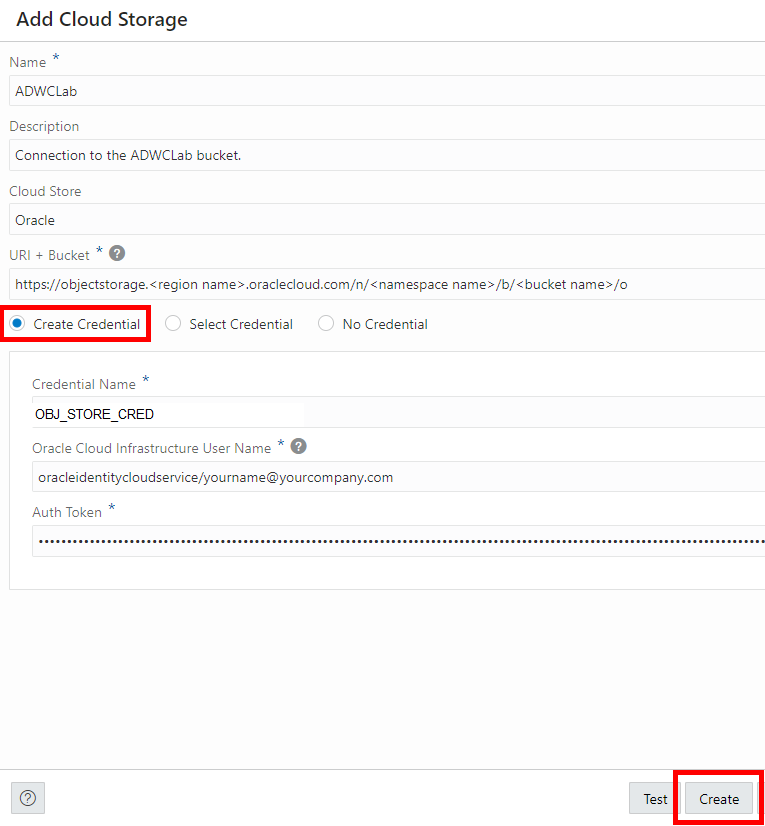 Add Cloud Storage
Name *
ADWCLab
Description
Connection to the ADWCLab bucket.
Cloud Store
Oracle
URI + Bucket * ?
https://objectstorage.<region name>.oraclecloud.com/n/<namespace name>/b/<bucket name>/o
Create Credential Select Credential No Credential
Credential Name *
OBJ_STORE_CRED
Oracle Cloud Infrastructure User Name * ?
oracleidentitycloudservice/yourname@yourcompany.com
Auth Token *
? Test Create